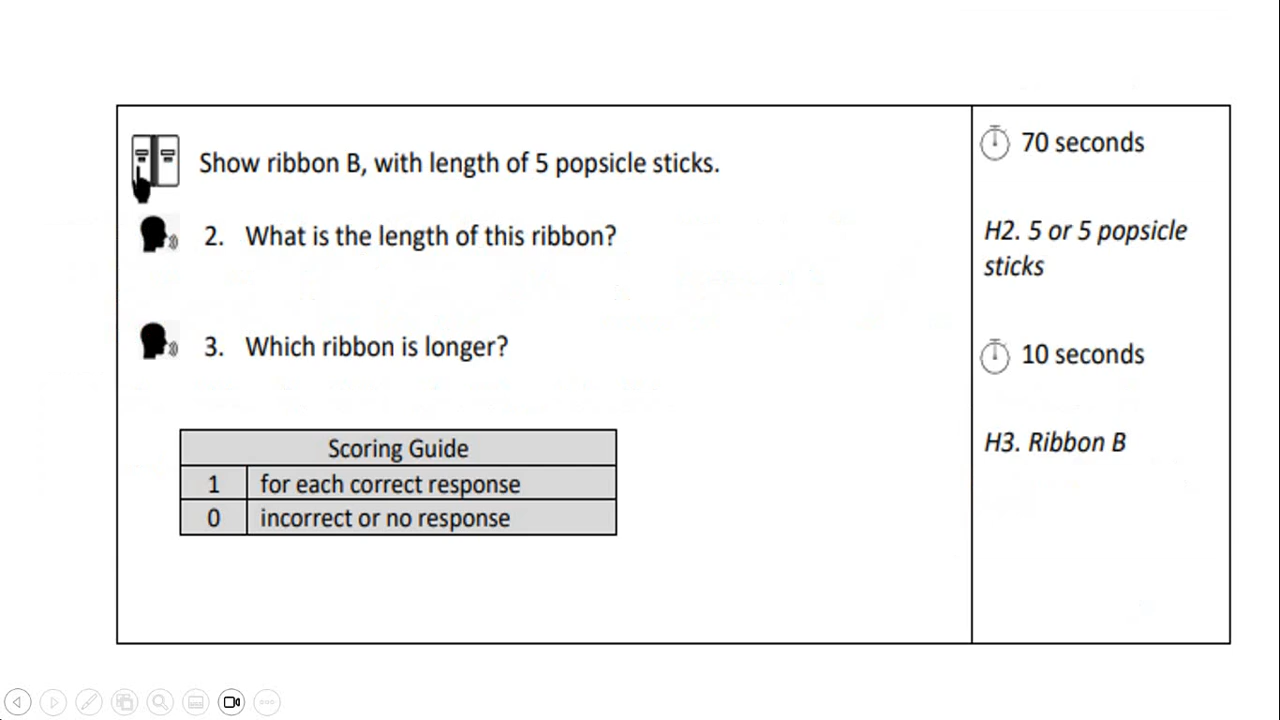 Show ribbon B, with length of 5 popsicle sticks.
70 seconds
2. What is the length of this ribbon?
H2. 5 or 5 popsicle
sticks
3. Which ribbon is longer?
10 seconds
H3. Ribbon B
Scoring Guide
1 for each correct response
0 incorrect or no response